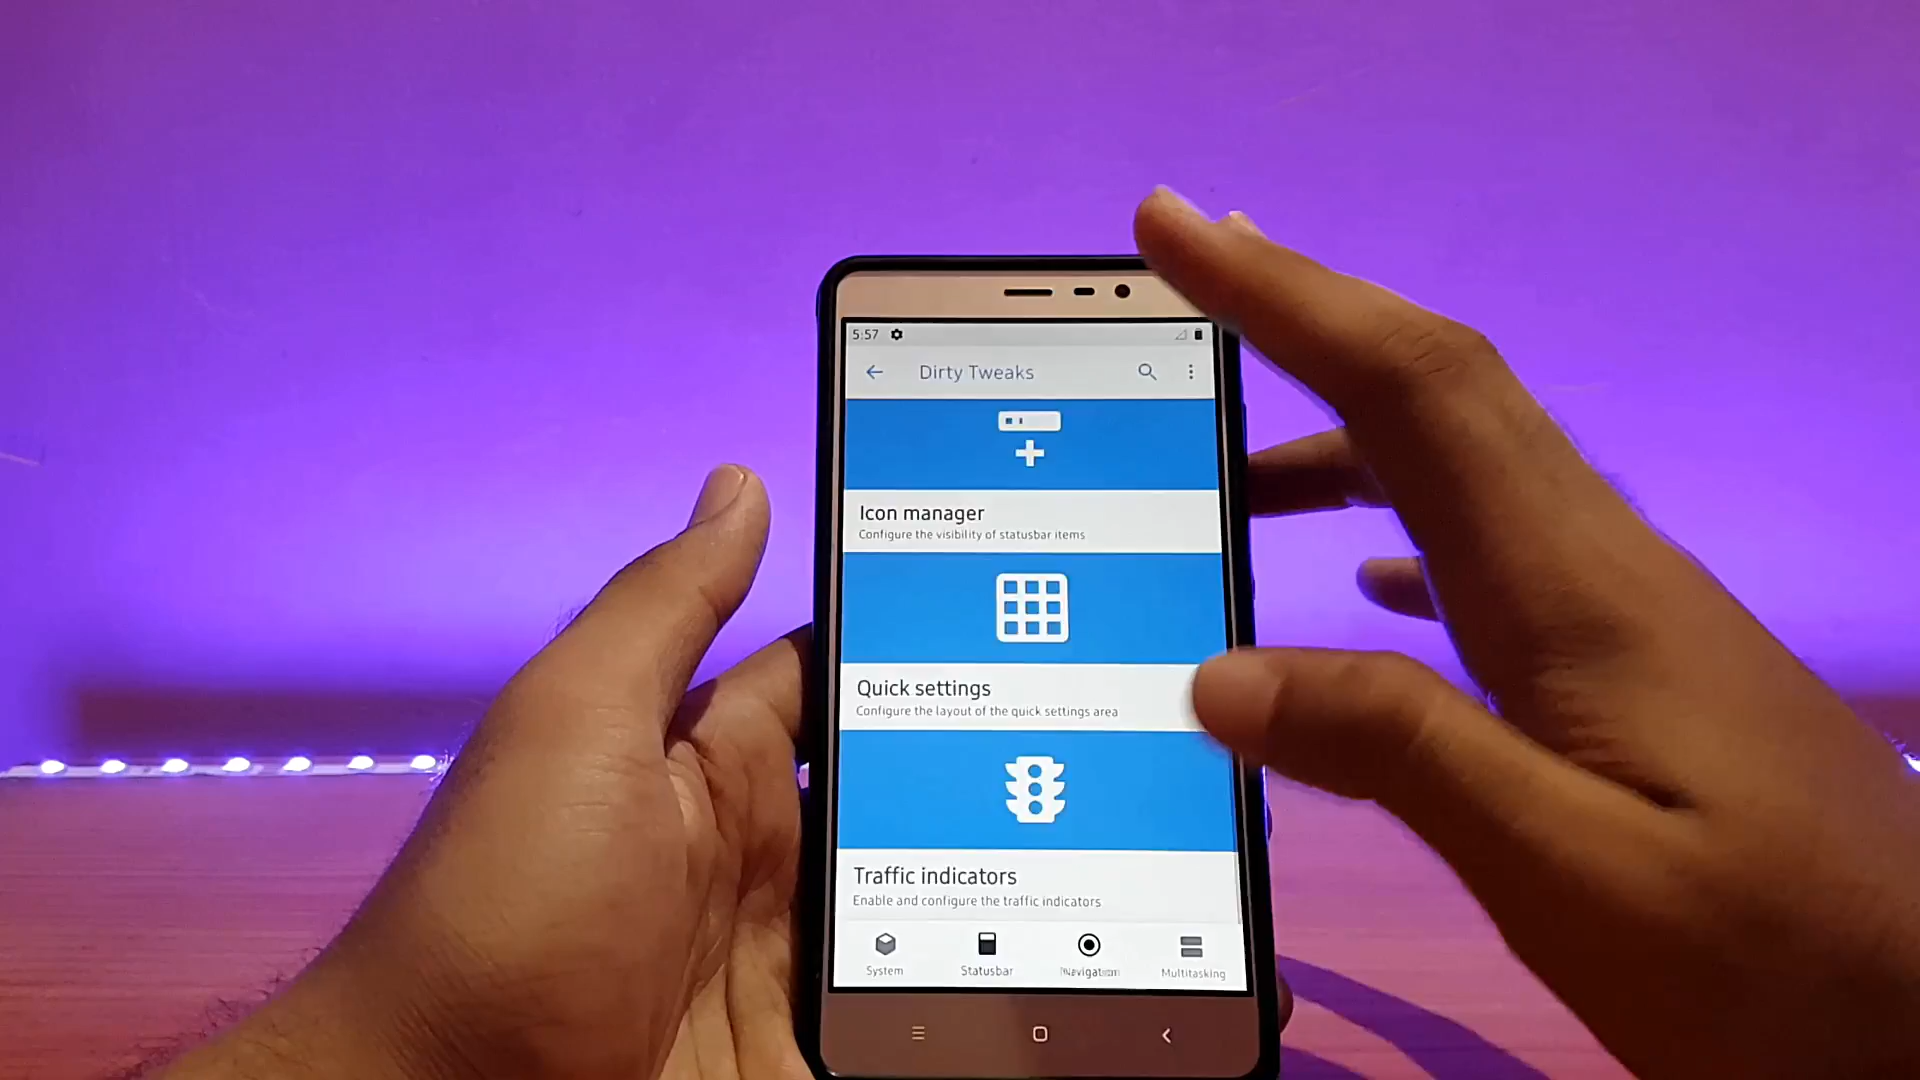 5:57
Dirty Tweaks
Icon manager
Configure the visibility of statusbar items
Quick settings
Configure the layout of the quick settings area
Traffic indicators
Enable and configure the traffic indicators
System Statusbar Navigation Multitasking